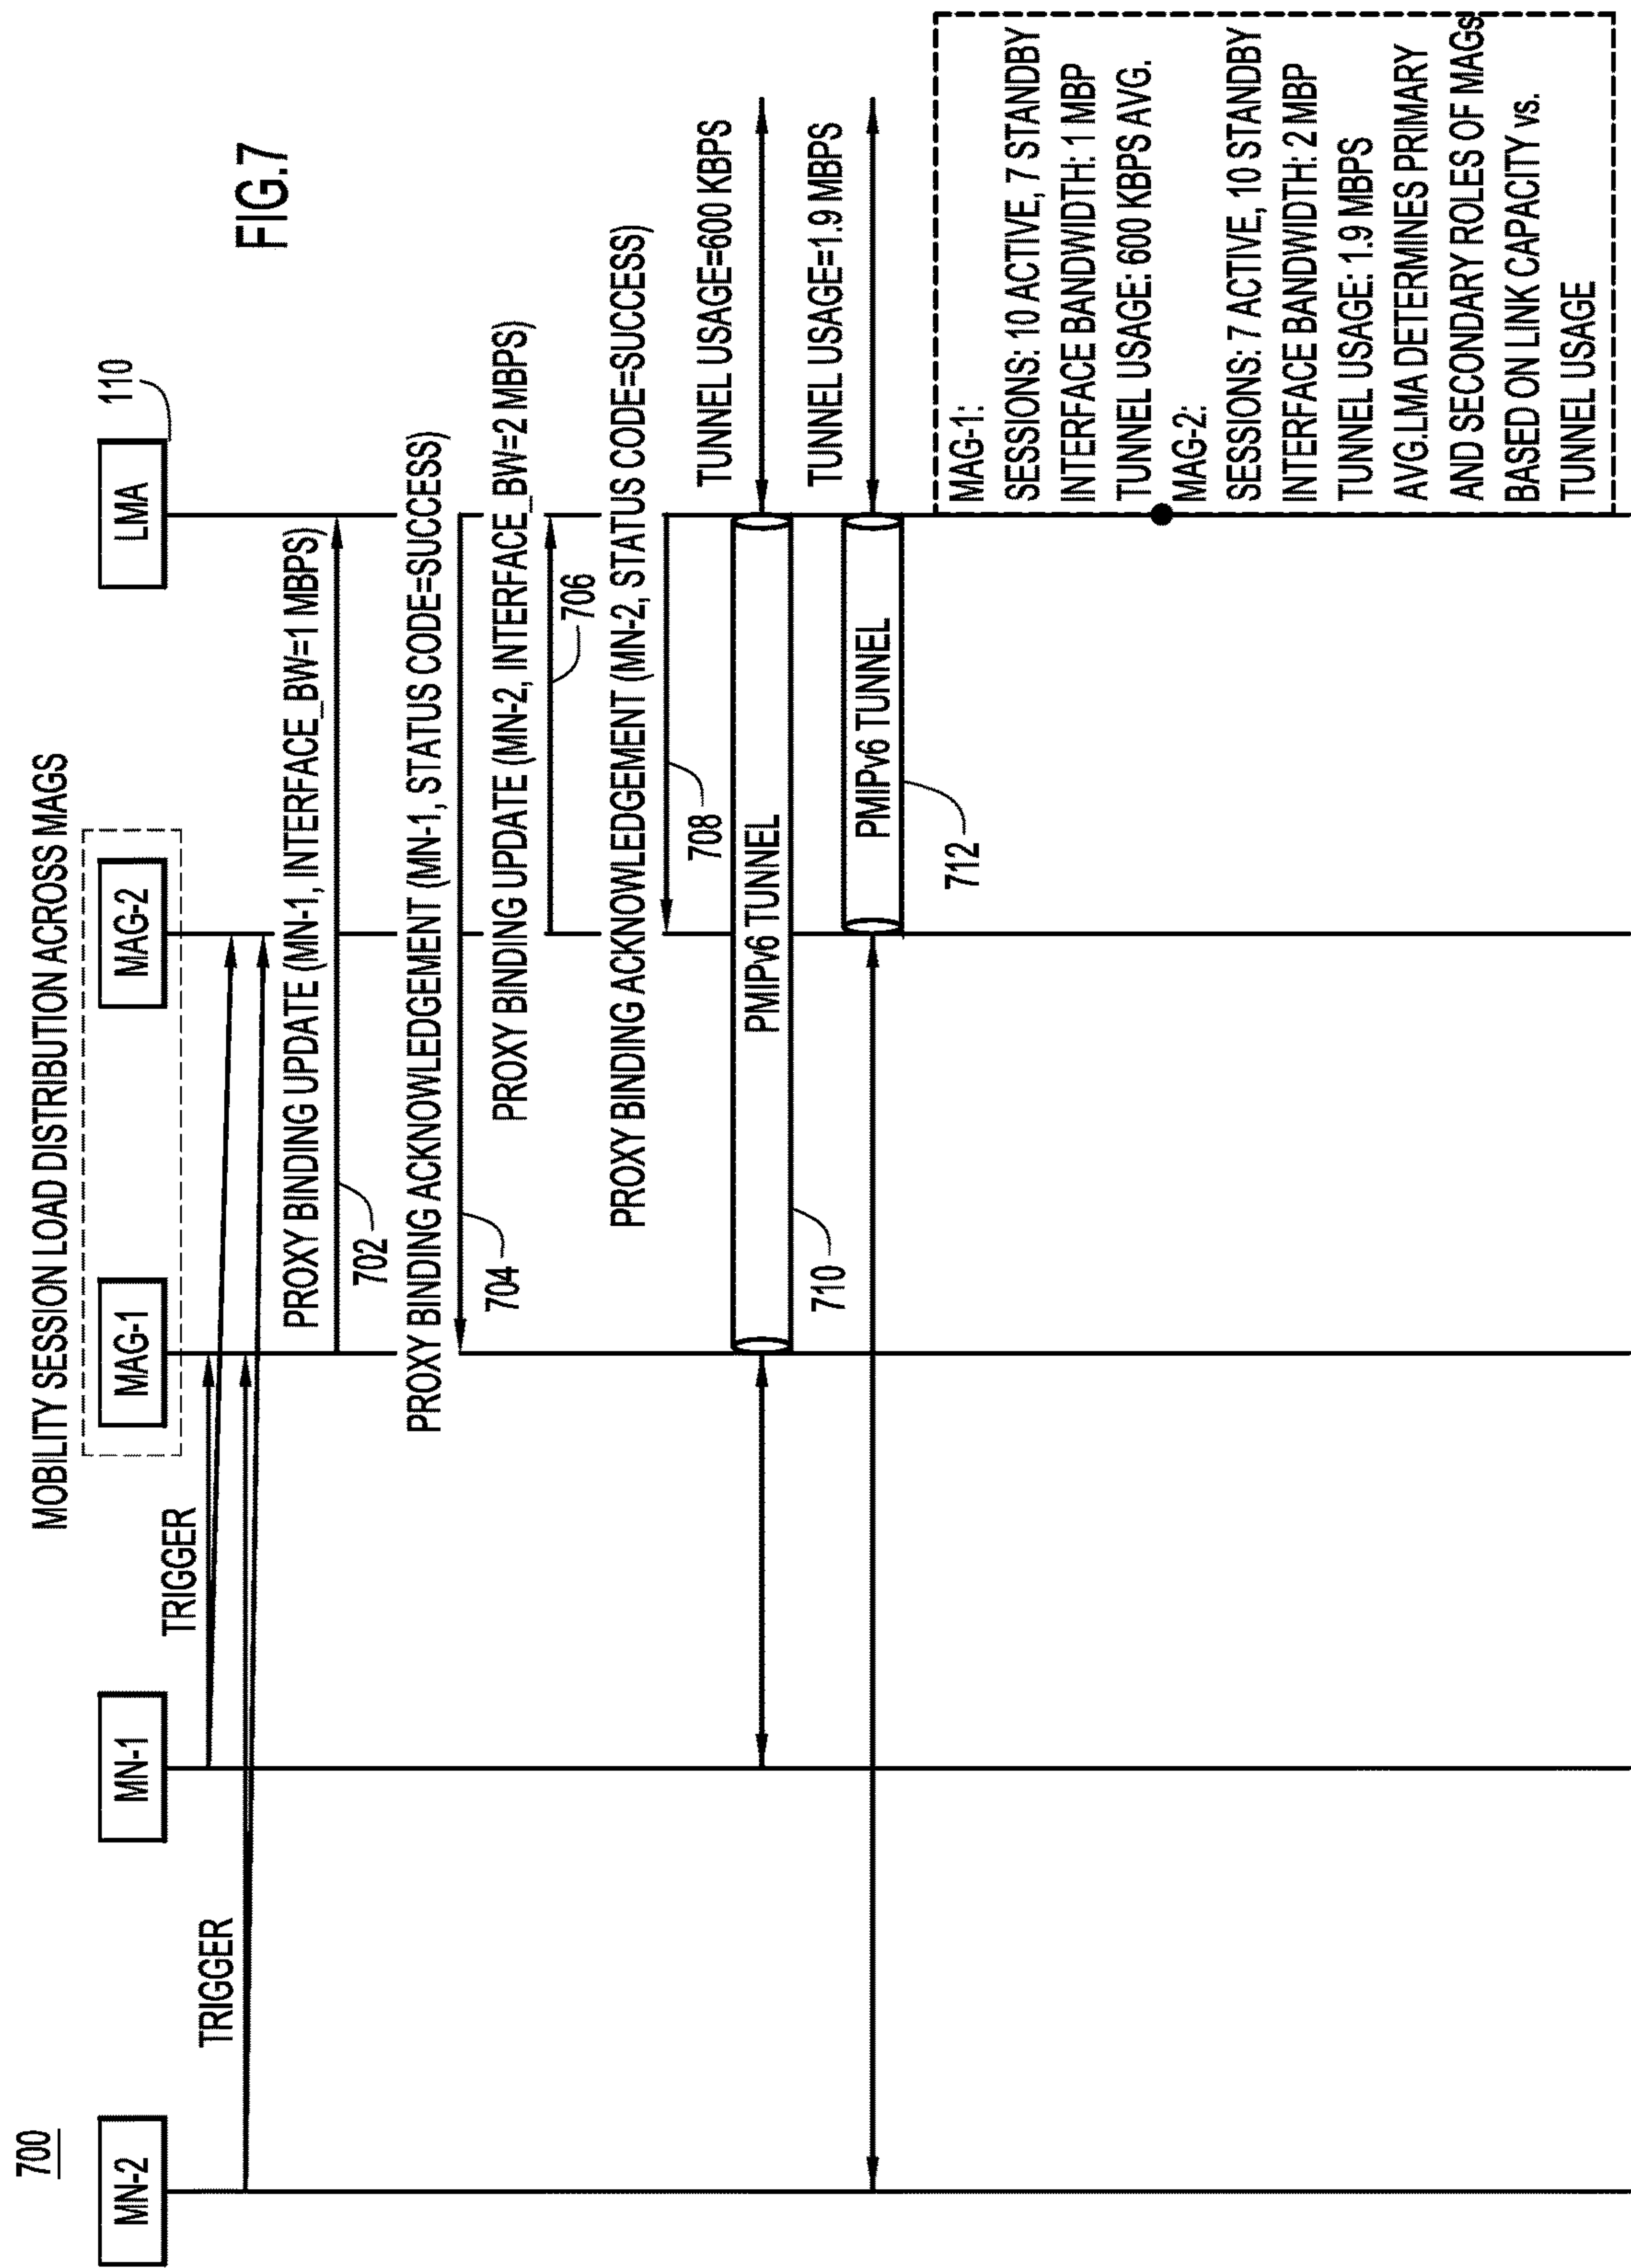 700
MOBILITY SESSION LOAD DISTRIBUTION ACROSS MAGS
MN-2
MN-1
MAG-1
MAG-2
LMA
110
FIG.7
TRIGGER
TRIGGER
PROXY BINDING UPDATE (MN-1, INTERFACE_BW=1 MBPS)
702
PROXY BINDING ACKNOWLEDGEMENT (MN-1, STATUS CODE=SUCCESS)
704
PROXY BINDING UPDATE (MN-2, INTERFACE_BW=2 MBPS)
706
PROXY BINDING ACKNOWLEDGEMENT (MN-2, STATUS CODE=SUCCESS)
708
TUNNEL USAGE=600 KBPS
PMIPv6 TUNNEL
710
TUNNEL USAGE=1.9 MBPS
PMIPv6 TUNNEL
712
MAG-1:
SESSIONS: 10 ACTIVE, 7 STANDBY
INTERFACE BANDWIDTH: 1 MBP
TUNNEL USAGE: 600 KBPS AVG.
MAG-2:
SESSIONS: 7 ACTIVE, 10 STANDBY
INTERFACE BANDWIDTH: 2 MBP
TUNNEL USAGE: 1.9 MBPS
AVG.LMA DETERMINES PRIMARY
AND SECONDARY ROLES OF MAGs
BASED ON LINK CAPACITY vs.
TUNNEL USAGE